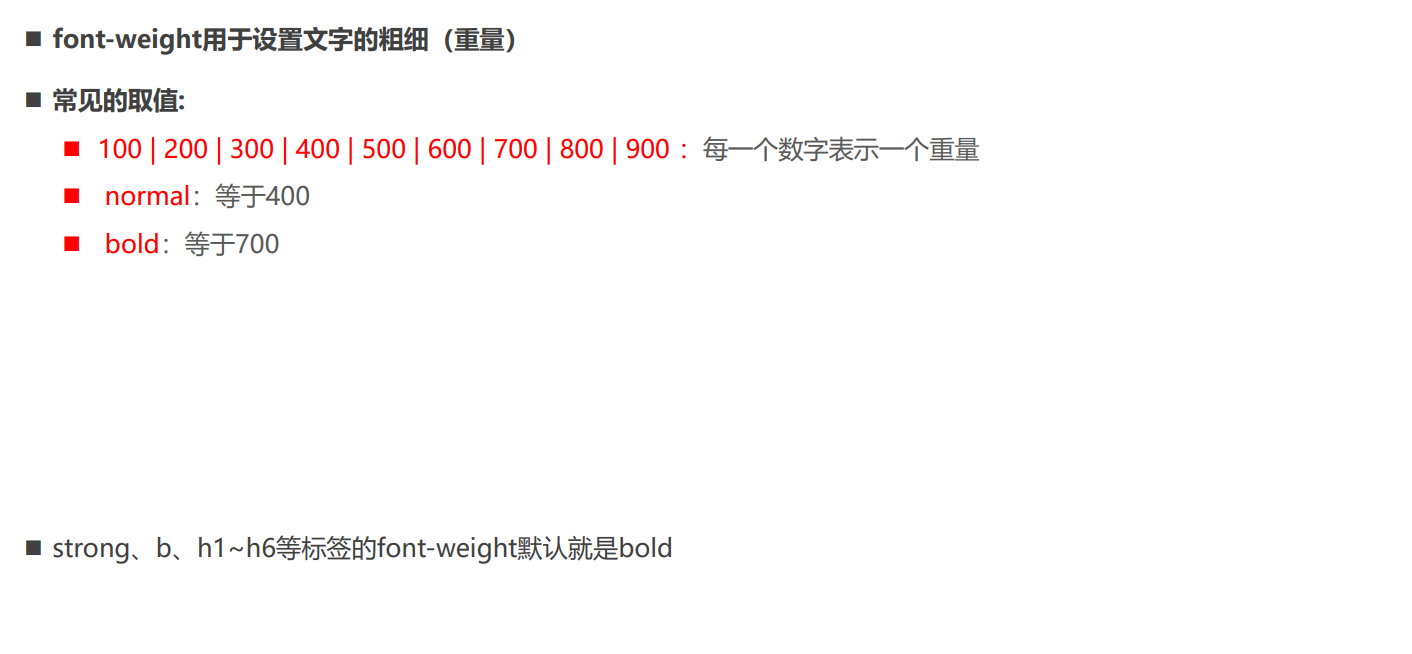 ■ font-weight用于设置文字的粗细（重量）
■ 常见的取值:
■ 100 | 200 | 300 | 400 | 500 | 600 | 700 | 800 | 900 ：每一个数字表示一个重量
■ normal：等于400
■ bold：等于700
■ strong、b、h1~h6等标签的font-weight默认就是bold